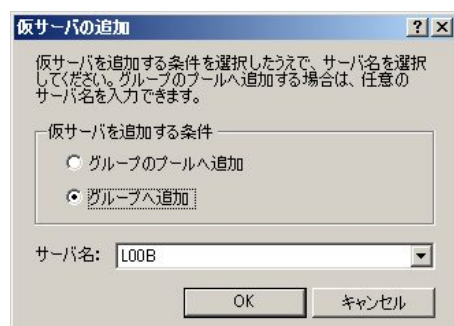 仮サーバの追加
仮サーバを追加する条件を選択したうえで、サーバ名を選択
してください。グループのプールへ追加する場合は、任意の
サーバ名を入力できます。
仮サーバを追加する条件
グループのプールへ追加
グループへ追加
サーバ名: L00B
OK キャンセル